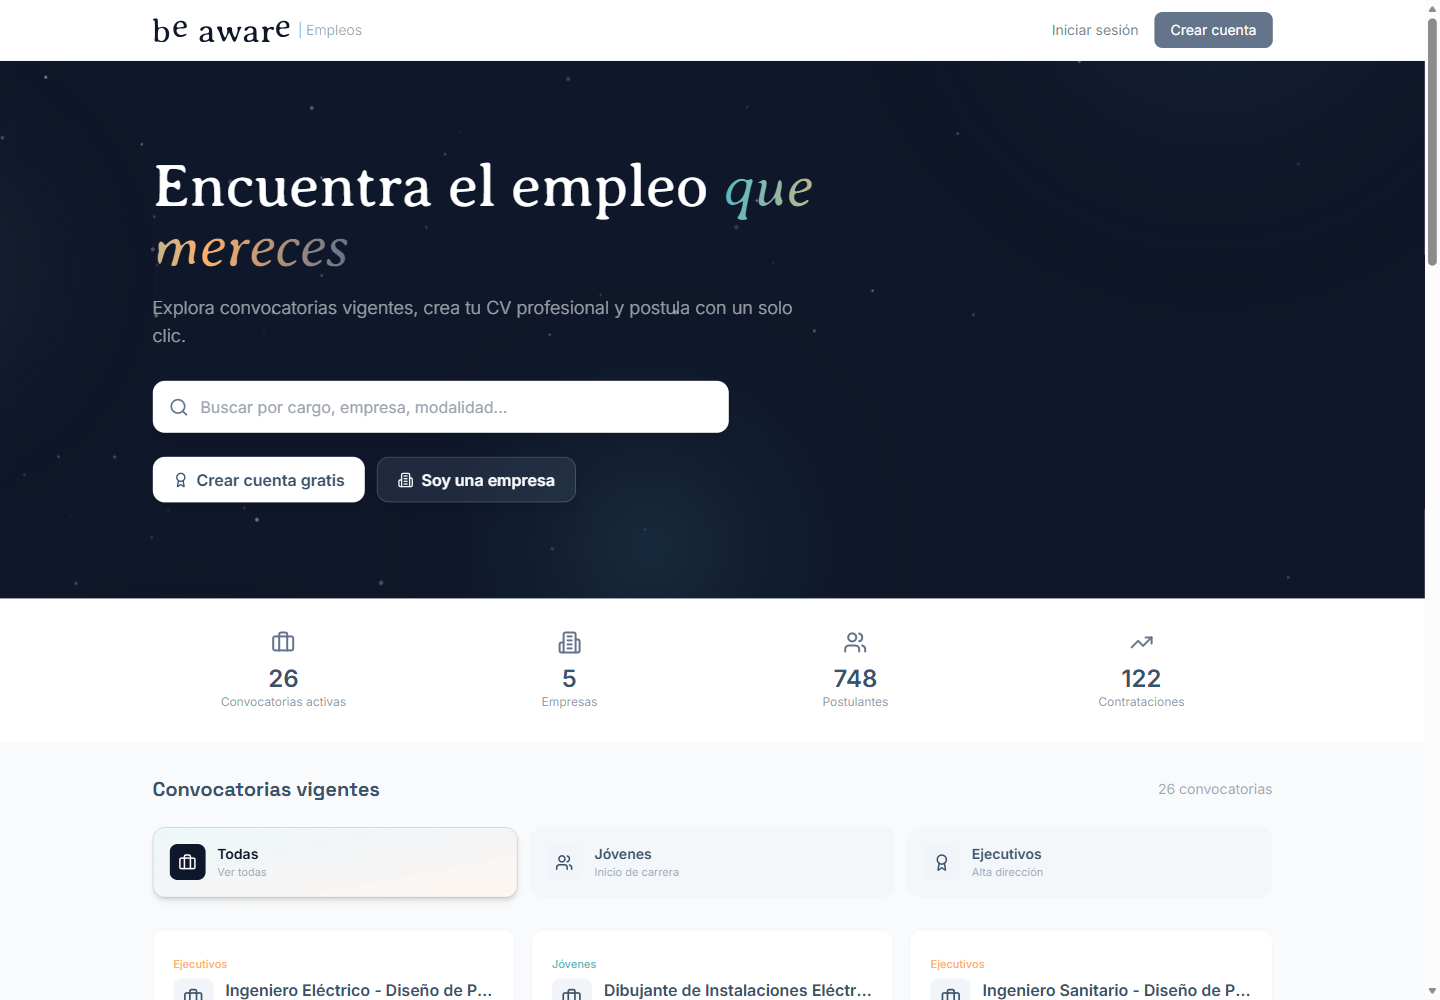 be aware | Empleos
Iniciar sesión
Crear cuenta
Encuentra el empleo que
mereces
Explora convocatorias vigentes, crea tu CV profesional y postula con un solo
clic.
Buscar por cargo, empresa, modalidad...
Crear cuenta gratis
Soy una empresa
26
Convocatorias activas
5
Empresas
748
Postulantes
122
Contrataciones
Convocatorias vigentes
26 convocatorias
Todas
Ver todas
Jóvenes
Inicio de carrera
Ejecutivos
Alta dirección
Ejecutivos
Ingeniero Eléctrico - Diseño de P...
Jóvenes
Dibujante de Instalaciones Eléctr...
Ejecutivos
Ingeniero Sanitario - Diseño de P...